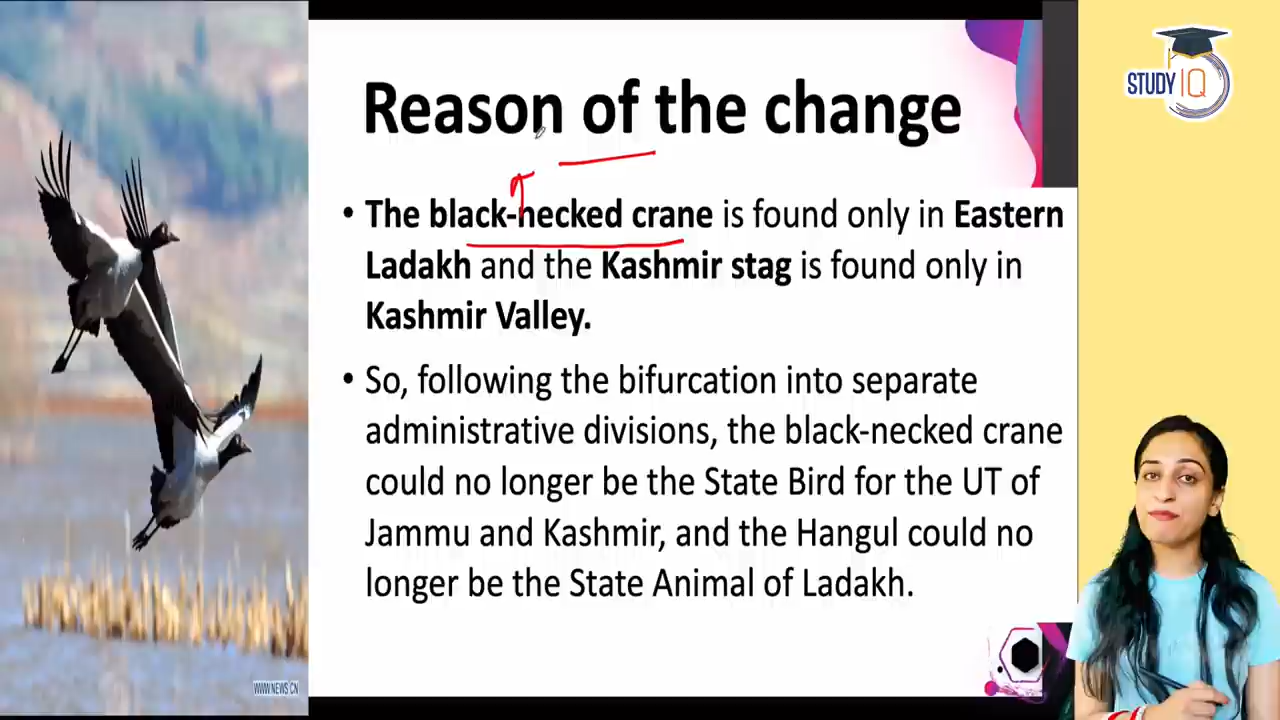 STUDY IQ
Reason of the change
• The black-necked crane is found only in Eastern
Ladakh and the Kashmir stag is found only in
Kashmir Valley.
• So, following the bifurcation into separate
administrative divisions, the black-necked crane
could no longer be the State Bird for the UT of
Jammu and Kashmir, and the Hangul could no
longer be the State Animal of Ladakh.
WWW.NEWS.CN